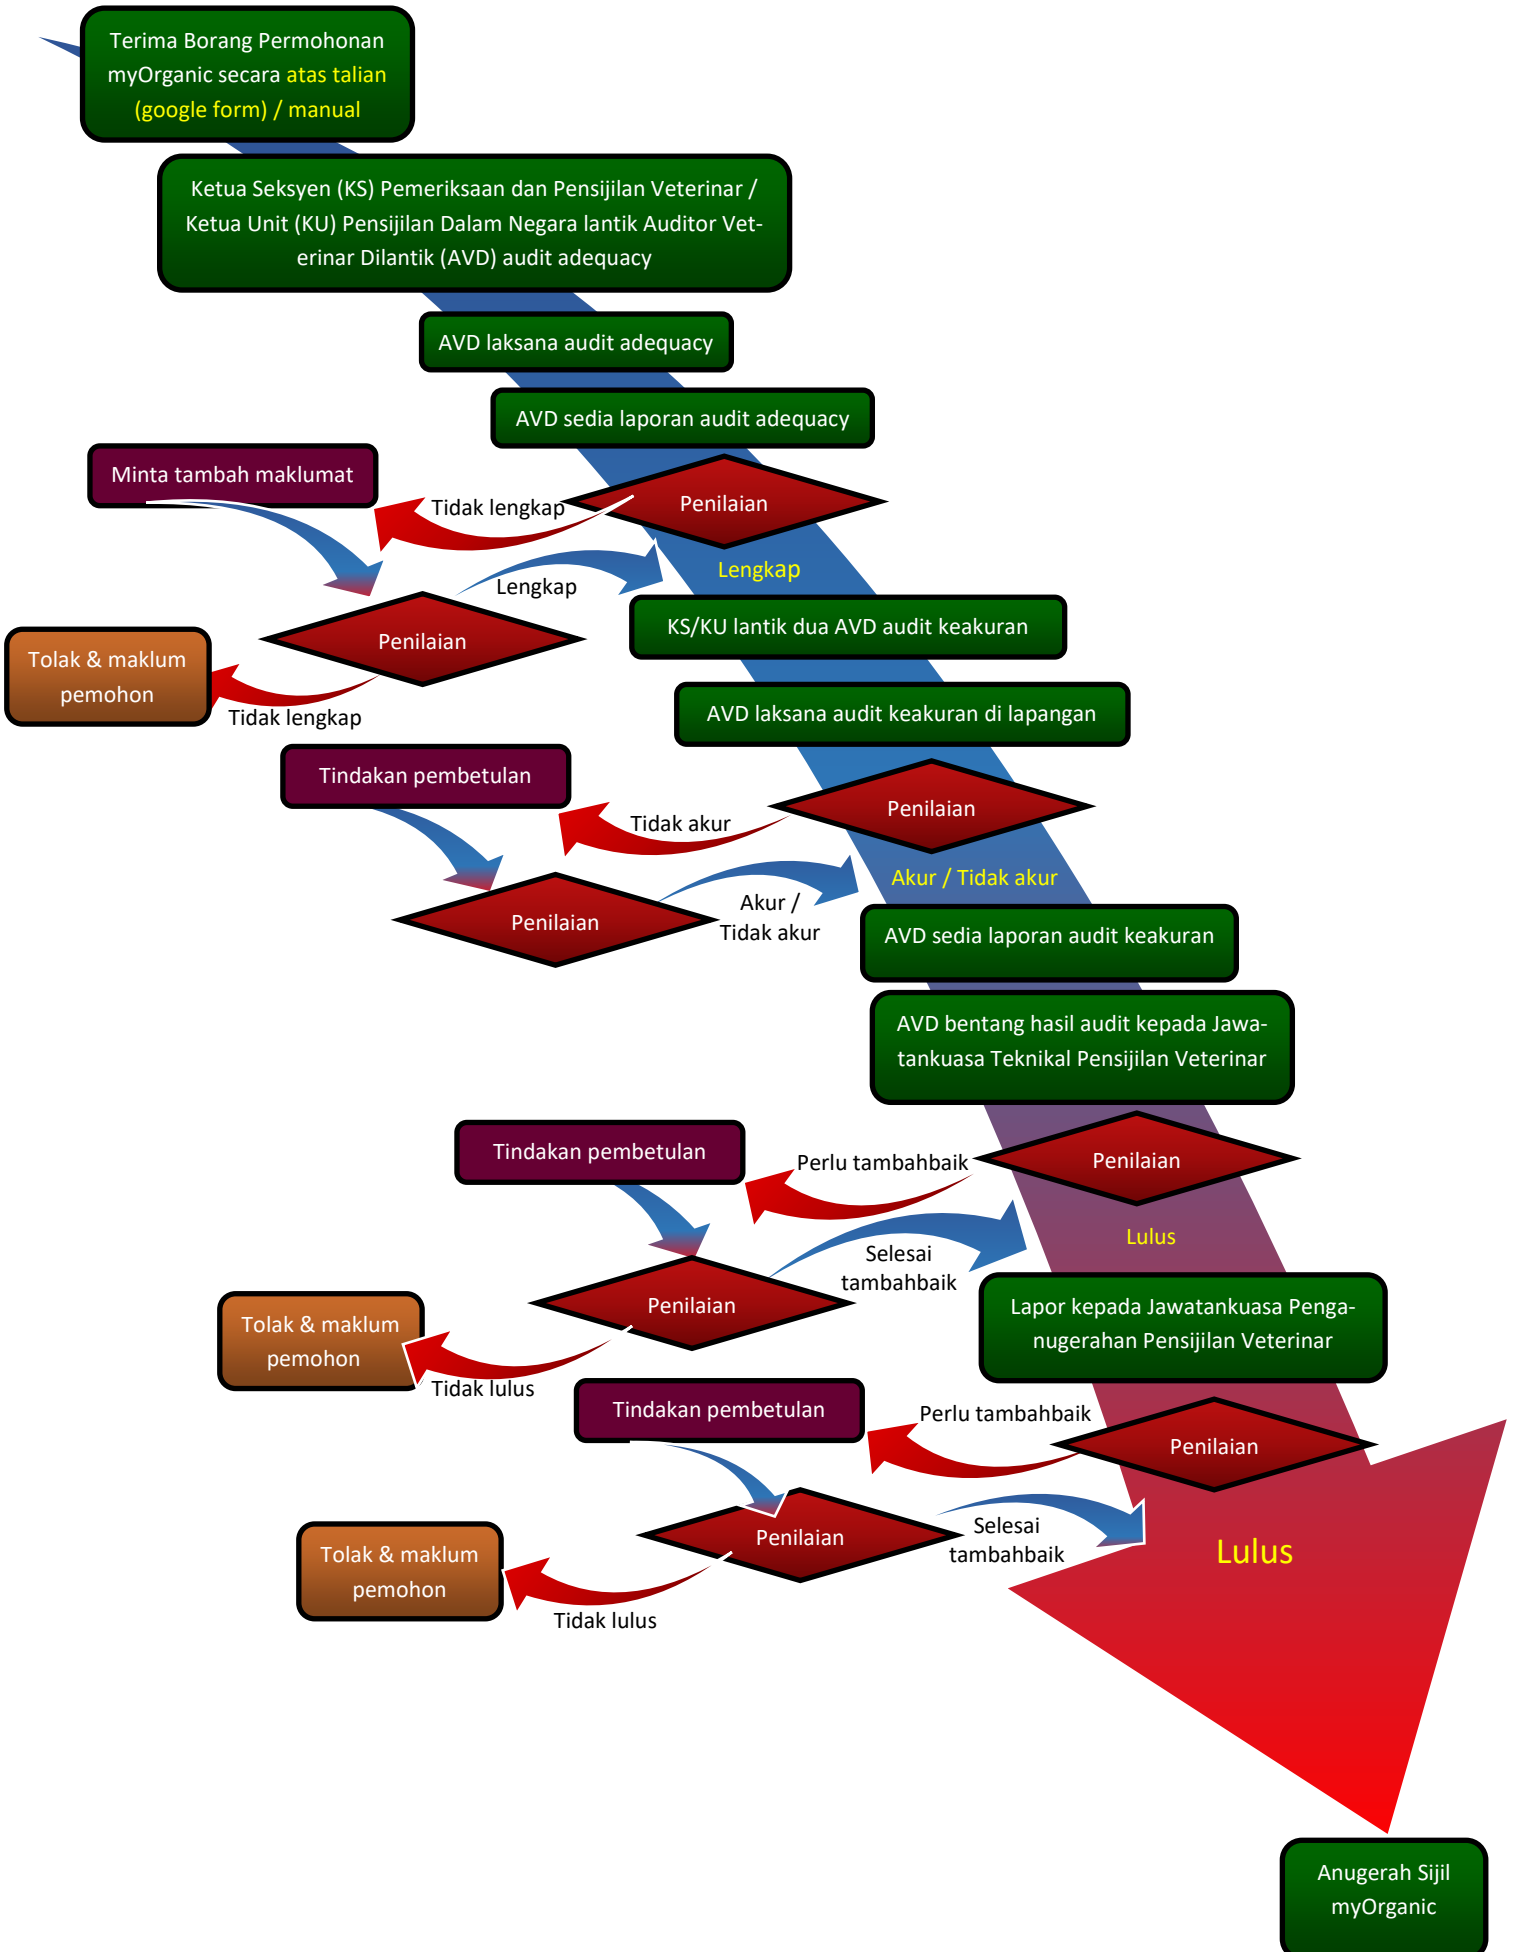 Terima Borang Permohonan
myOrganic secara atas talian
(google form) / manual
Ketua Seksyen (KS) Pemeriksaan dan Pensijilan Veterinar /
Ketua Unit (KU) Pensijilan Dalam Negara lantik Auditor Vet-
erinar Dilantik (AVD) audit adequacy
AVD laksana audit adequacy
AVD sedia laporan audit adequacy
Minta tambah maklumat
Tidak lengkap
Penilaian
Lengkap
Lengkap
KS/KU lantik dua AVD audit keakuran
Penilaian
Tolak & maklum
pemohon
Tidak lengkap
AVD laksana audit keakuran di lapangan
Tindakan pembetulan
Tidak akur
Penilaian
Akur / Tidak akur
Akur /
Tidak akur
Penilaian
AVD sedia laporan audit keakuran
AVD bentang hasil audit kepada Jawa-
tankuasa Teknikal Pensijilan Veterinar
Tindakan pembetulan
Perlu tambahbaik
Penilaian
Lulus
Selesai
tambahbaik
Penilaian
Tolak & maklum
pemohon
Tidak lulus
Lapor kepada Jawatankuasa Penga-
nugerahan Pensijilan Veterinar
Tindakan pembetulan
Perlu tambahbaik
Penilaian
Selesai
tambahbaik
Penilaian
Lulus
Tolak & maklum
pemohon
Tidak lulus
Anugerah Sijil
myOrganic